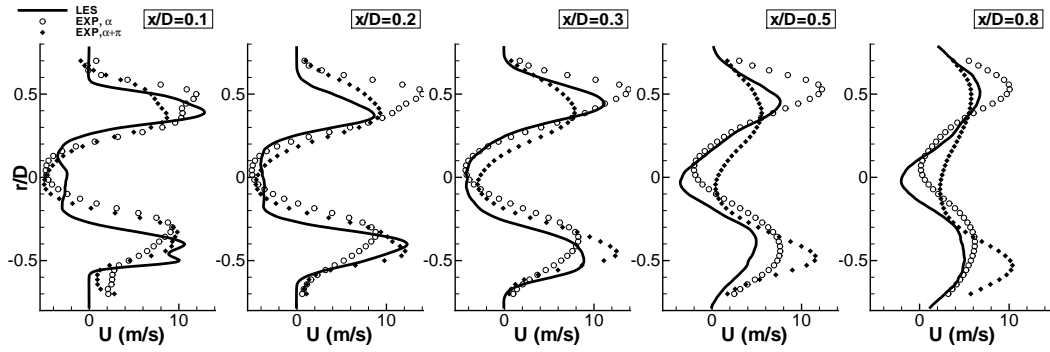 LES
EXP, α
EXP,α+π
x/D=0.1
x/D=0.2
x/D=0.3
x/D=0.5
x/D=0.8
r/D
0.5
0
-0.5
0 10
U (m/s)
0.5
0
-0.5
0 10
U (m/s)
0.5
0
-0.5
0 10
U (m/s)
0.5
0
-0.5
0 10
U (m/s)
0.5
0
-0.5
0 10
U (m/s)